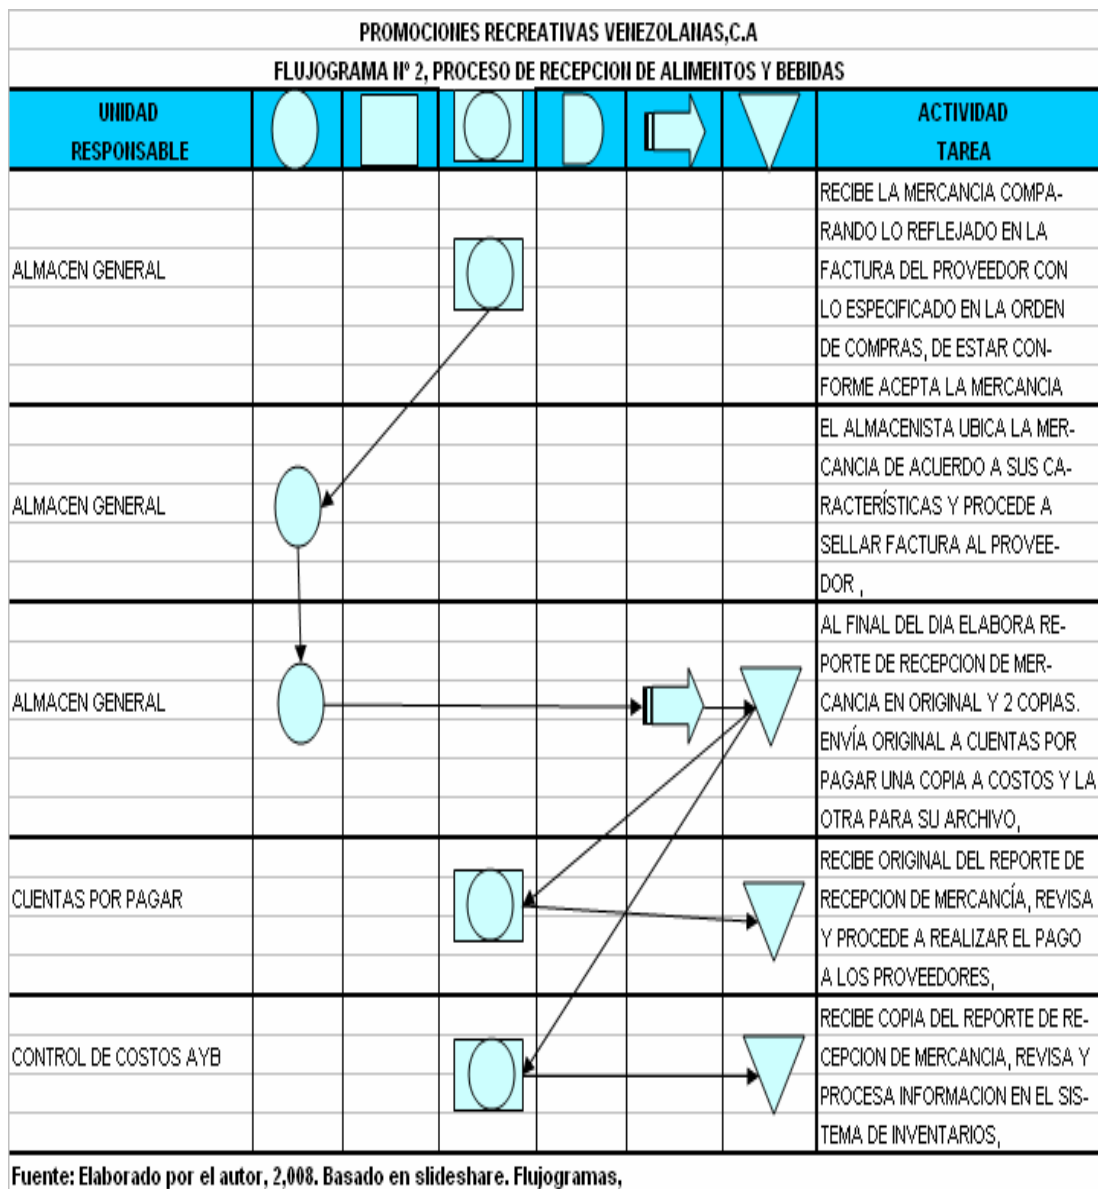 PROMOCIONES RECREATIVAS VENEZOLANAS,C.A
FLUJOGRAMA Nº 2, PROCESO DE RECEPCION DE ALIMENTOS Y BEBIDAS
UNIDAD
RESPONSABLE
ACTIVIDAD
TAREA
ALMACEN GENERAL
RECIBE LA MERCANCIA COMPA-
RANDO LO REFLEJADO EN LA
FACTURA DEL PROVEEDOR CON
LO ESPECIFICADO EN LA ORDEN
DE COMPRAS, DE ESTAR CON-
FORME ACEPTA LA MERCANCIA
ALMACEN GENERAL
EL ALMACENISTA UBICA LA MER-
CANCIA DE ACUERDO A SUS CA-
RACTERÍSTICAS Y PROCEDE A
SELLAR FACTURA AL PROVEE-
DOR ,
ALMACEN GENERAL
AL FINAL DEL DIA ELABORA RE-
PORTE DE RECEPCION DE MER-
CANCIA EN ORIGINAL Y 2 COPIAS.
ENVÍA ORIGINAL A CUENTAS POR
PAGAR UNA COPIA A COSTOS Y LA
OTRA PARA SU ARCHIVO,
CUENTAS POR PAGAR
RECIBE ORIGINAL DEL REPORTE DE
RECEPCION DE MERCANCÍA, REVISA
Y PROCEDE A REALIZAR EL PAGO
A LOS PROVEEDORES,
CONTROL DE COSTOS AYB
RECIBE COPIA DEL REPORTE DE RE-
CEPCION DE MERCANCIA, REVISA Y
PROCESA INFORMACION EN EL SIS-
TEMA DE INVENTARIOS,
Fuente: Elaborado por el autor, 2,008. Basado en slideshare. Flujogramas,